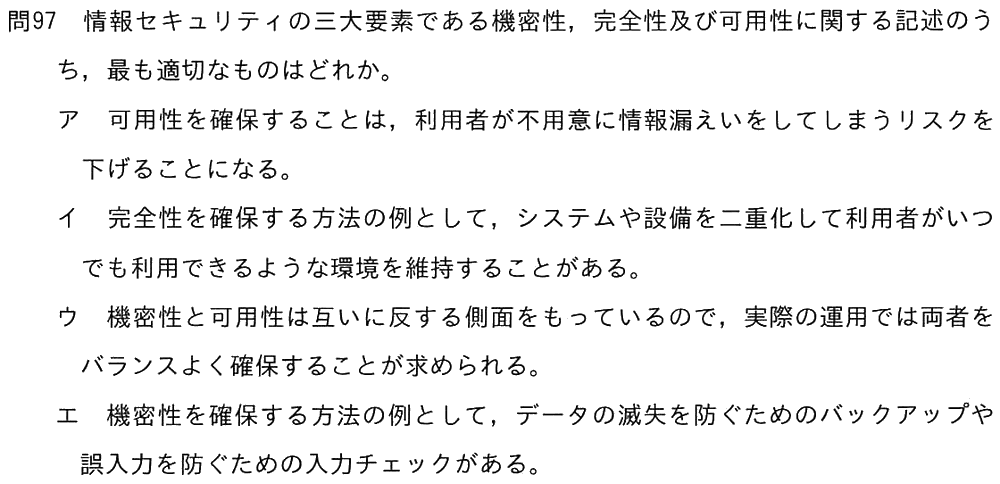 問97　情報セキュリティの三大要素である機密性，完全性及び可用性に関する記述のう
ち，最も適切なものはどれか。
ア　可用性を確保することは，利用者が不用意に情報漏えいをしてしまうリスクを
下げることになる。
イ　完全性を確保する方法の例として，システムや設備を二重化して利用者がいつ
でも利用できるような環境を維持することがある。
ウ　機密性と可用性は互いに反する側面をもっているので，実際の運用では両者を
バランスよく確保することが求められる。
エ　機密性を確保する方法の例として，データの滅失を防ぐためのバックアップや
誤入力を防ぐための入力チェックがある。